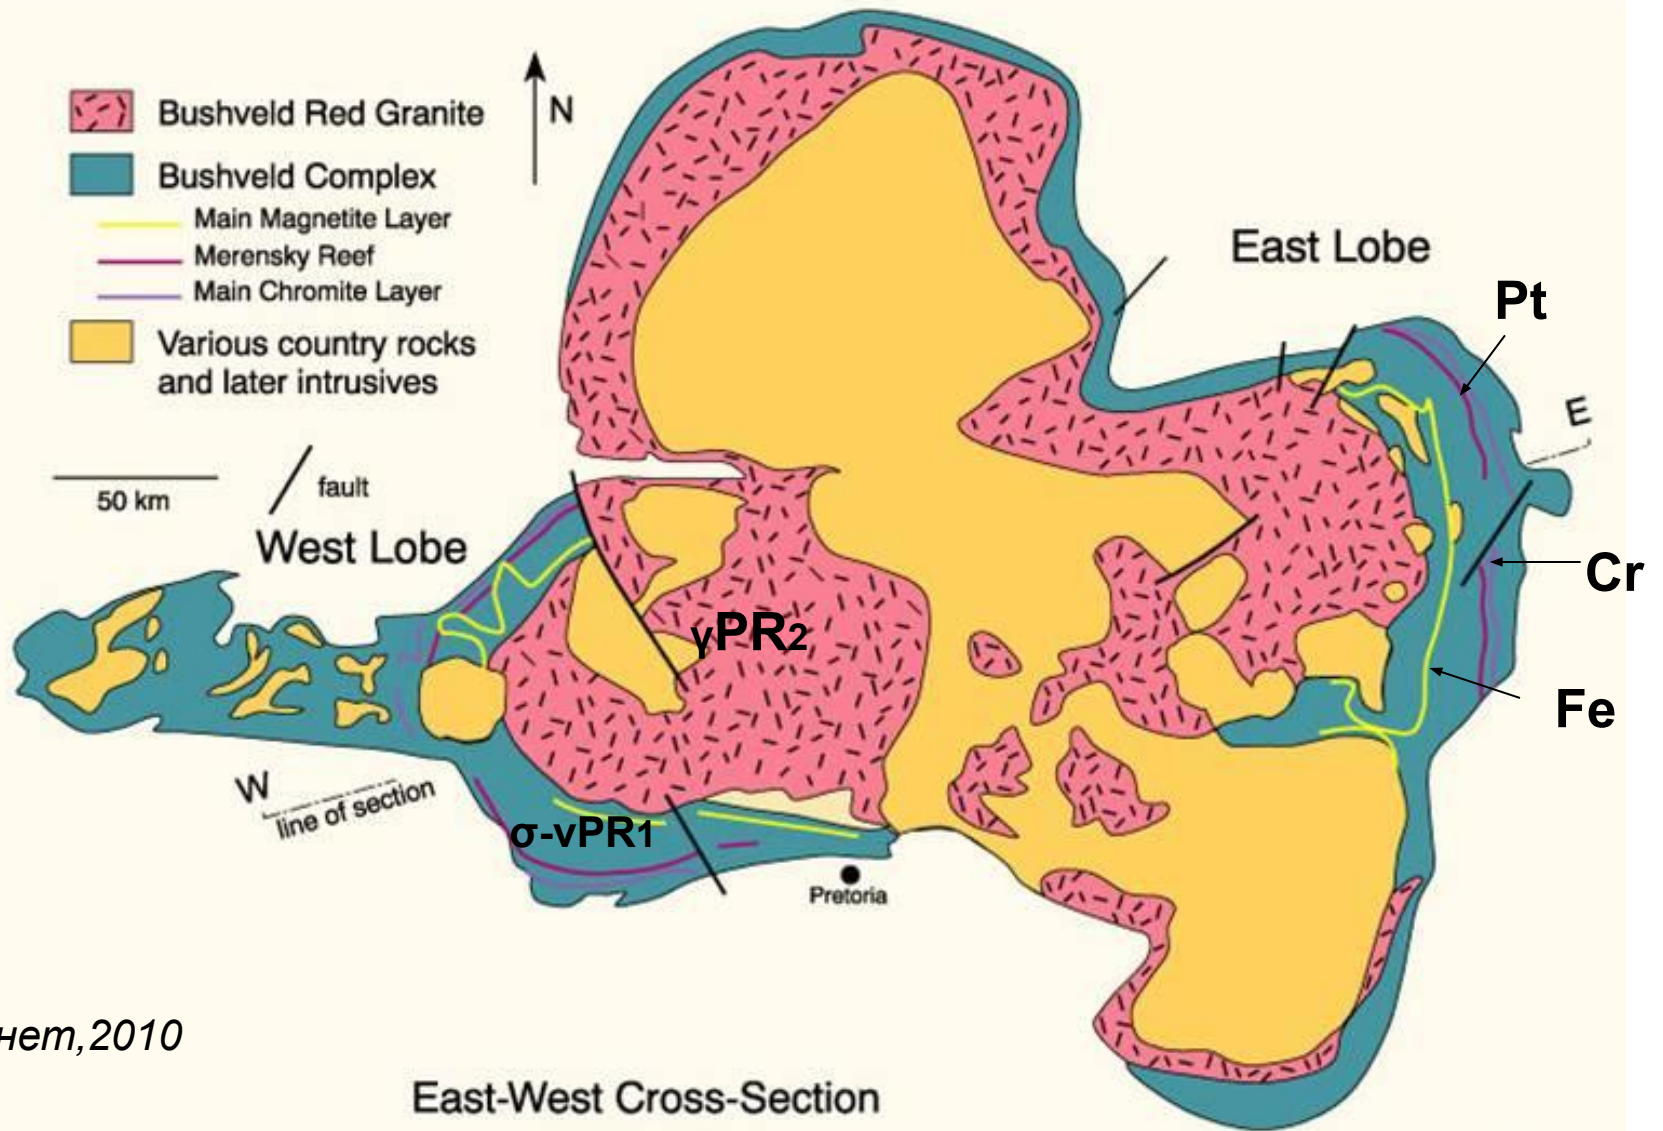 Bushveld Red Granite
Bushveld Complex
Main Magnetite Layer
Merensky Reef
Main Chromite Layer
Various country rocks
and later intrusives
N
50 km
fault
East Lobe
Pt
E
West Lobe
Cr
γPR2
Fe
W
line of section
σ-νPR1
Pretoria
нет,2010
East-West Cross-Section